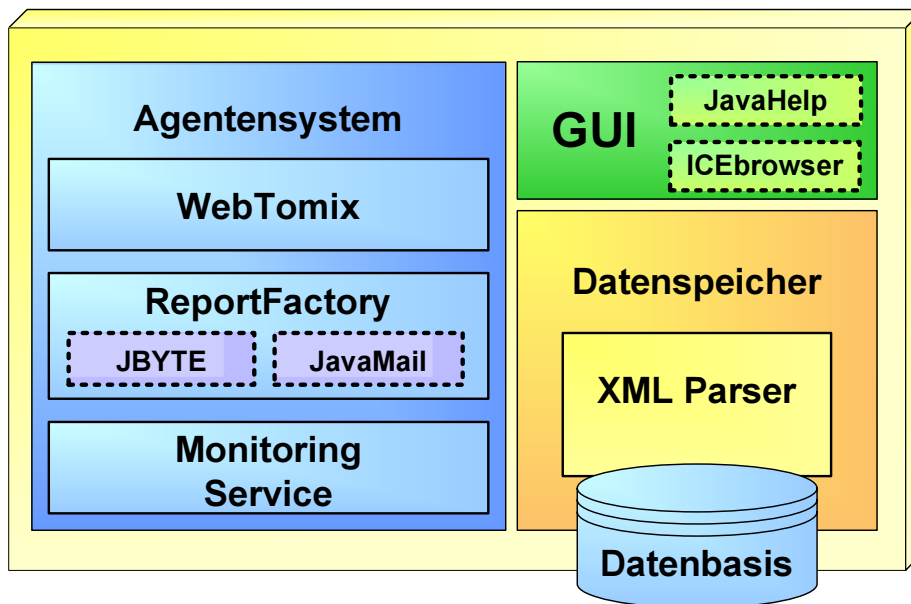 Agentensystem
WebTomix
ReportFactory
JBYTE
JavaMail
Monitoring
Service
GUI
JavaHelp
ICEbrowser
Datenspeicher
XML Parser
Datenbasis